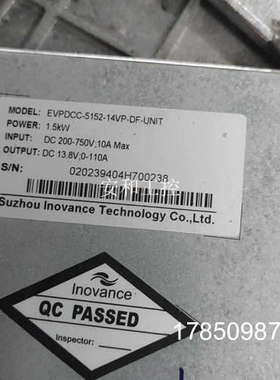 MODEL: EVPDCC-5152-14VP-DF-UNIT
POWER: 1.5kW
INPUT: DC 200-750V;10A Max
OUTPUT: DC 13.8V;0-110A
S/N: 020239404H700238
Suzhou Inovance Technology Co.,Ltd.
Inovance
QC PASSED
Inspector:
17850987